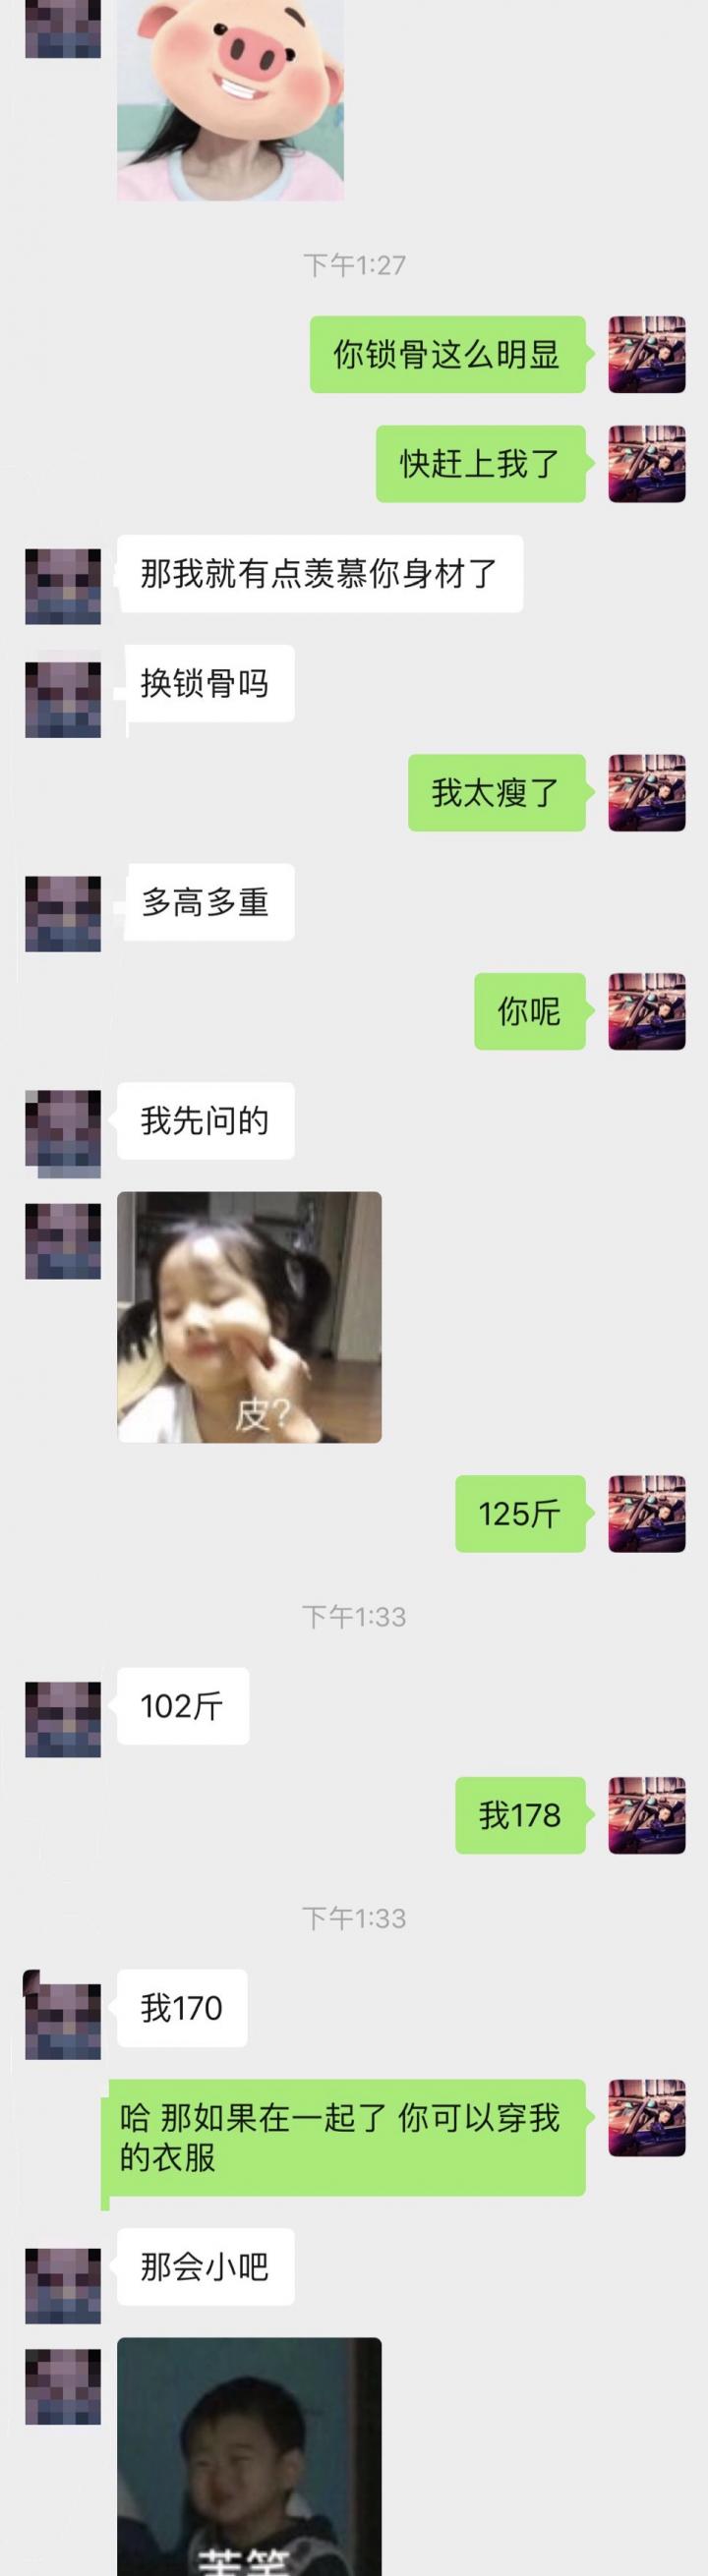 下午1:27
你锁骨这么明显
快赶上我了
那我就有点羡慕你身材了
换锁骨吗
我太瘦了
多高多重
你呢
我先问的
皮?
125斤
下午1:33
102斤
我178
下午1:33
我170
哈 那如果在一起了 你可以穿我
的衣服
那会小吧
苦笑